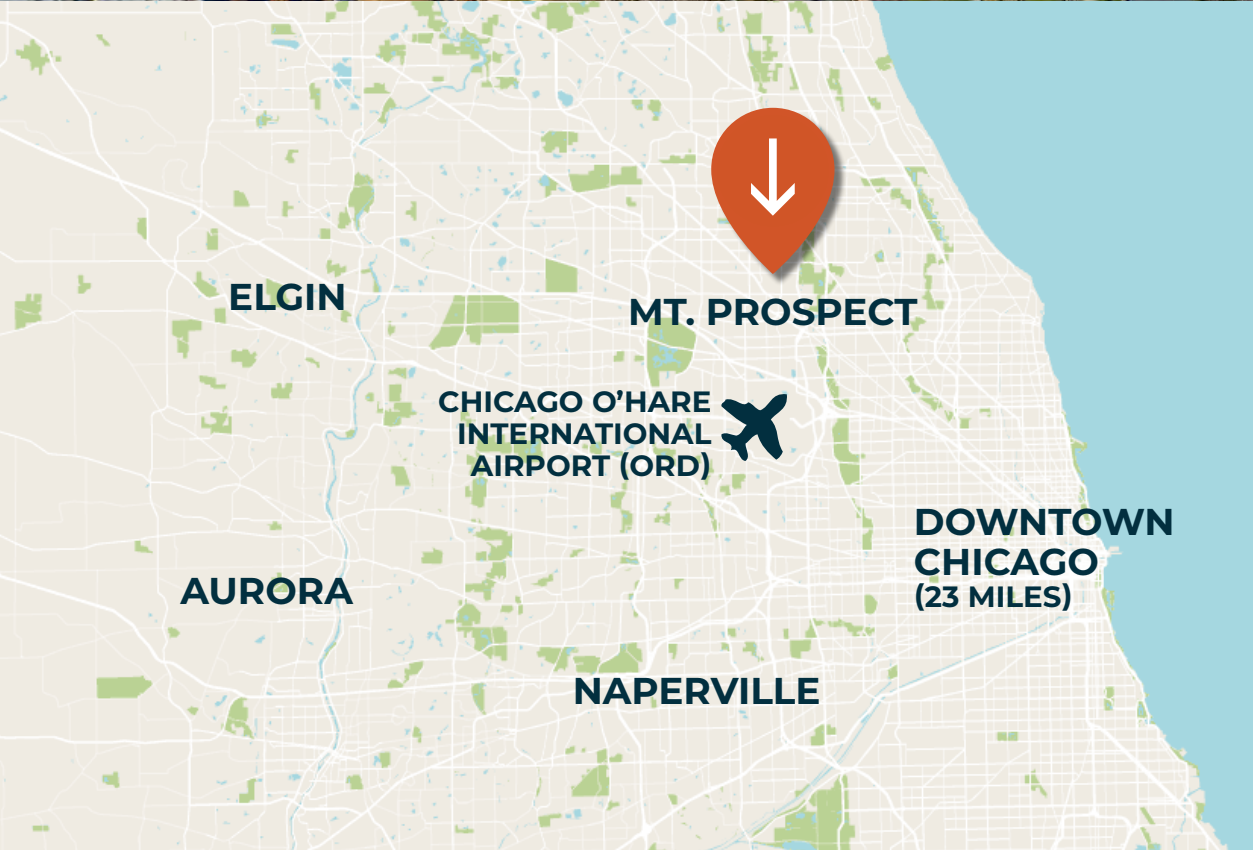 ELGIN
MT. PROSPECT
CHICAGO O’HARE
INTERNATIONAL
AIRPORT (ORD)
DOWNTOWN
CHICAGO
(23 MILES)
AURORA
NAPERVILLE